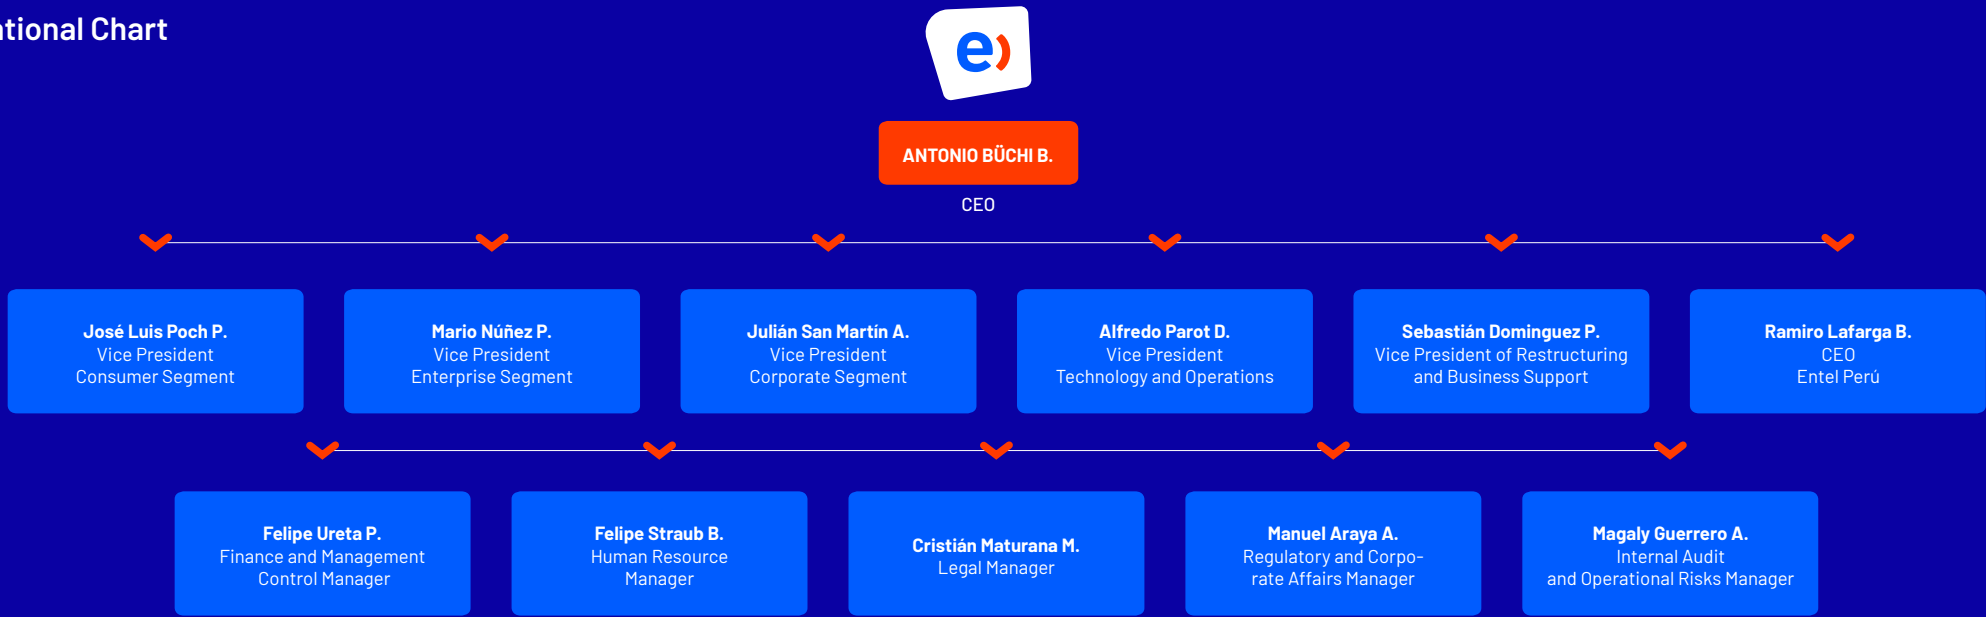 ational Chart
e)
ANTONIO BÜCHI B.
CEO
José Luis Poch P.
Vice President
Consumer Segment
Mario Núñez P.
Vice President
Enterprise Segment
Julián San Martín A.
Vice President
Corporate Segment
Alfredo Parot D.
Vice President
Technology and Operations
Sebastián Dominguez P.
Vice President of Restructuring
and Business Support
Ramiro Lafarga B.
CEO
Entel Perú
Felipe Ureta P.
Finance and Management
Control Manager
Felipe Straub B.
Human Resource
Manager
Cristián Maturana M.
Legal Manager
Manuel Araya A.
Regulatory and Corpo-
rate Affairs Manager
Magaly Guerrero A.
Internal Audit
and Operational Risks Manager